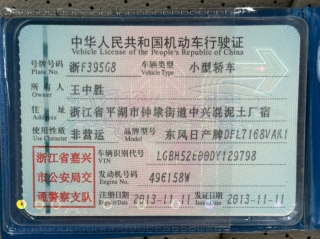 中华人民共和国机动车行驶证
Vehicle License of the People's Republic of China
号牌号码 浙F395G8 车辆类型 小型轿车
Plate No. Vehicle Type
所有人 王中胜
Owner
住址 浙江省平湖市钟埭街道中兴混泥土厂宿
Address
使用性质 非营运 品牌型号 东风日产牌DFL7168VAK1
Use Character Model
浙江省嘉兴
市公安局交
通警察支队
车辆识别代号 LGBH52E00DY129798
VIN
发动机号码 496158W
Engine No.
注册日期 2013-11-11 发证日期 2013-11-11
Register Date Issue Date